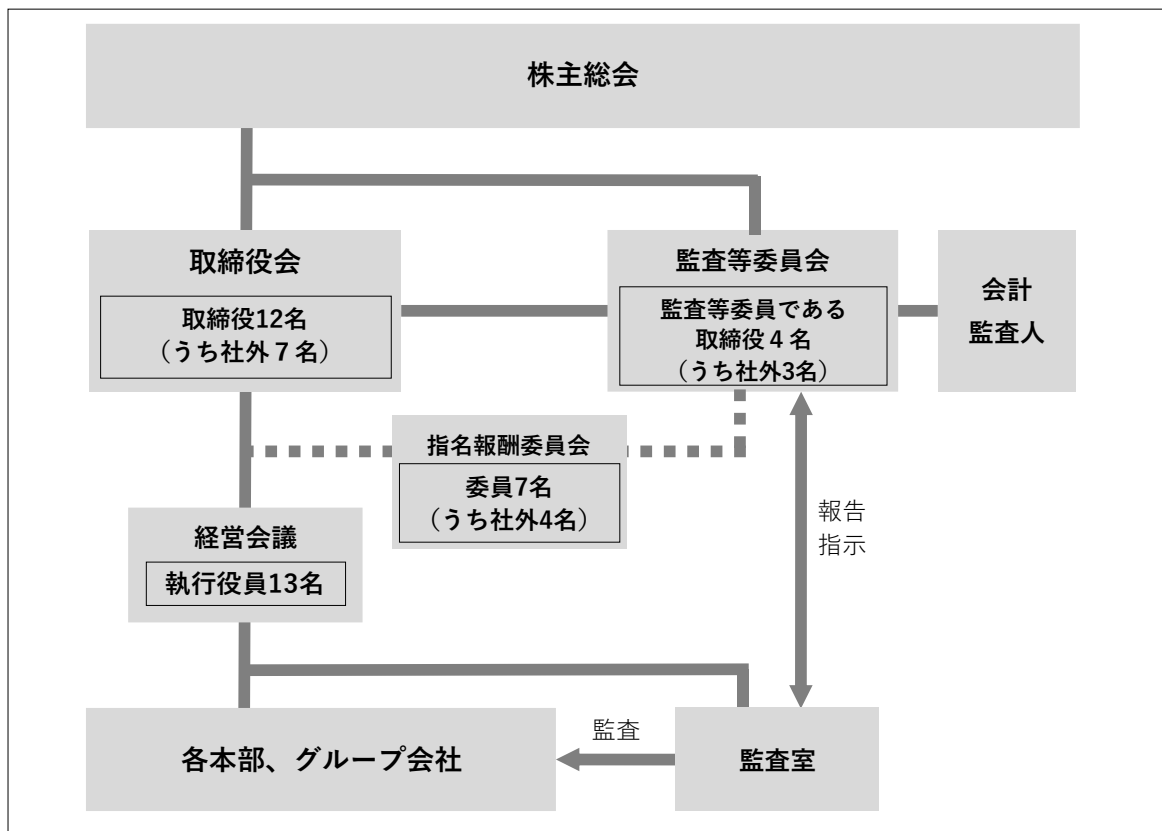 株主総会
取締役会
取締役12名
（うち社外７名）
監査等委員会
監査等委員である
取締役４名
（うち社外3名）
会計
監査人
指名報酬委員会
委員7名
（うち社外4名）
経営会議
執行役員13名
報告
指示
各本部、グループ会社
監査
監査室